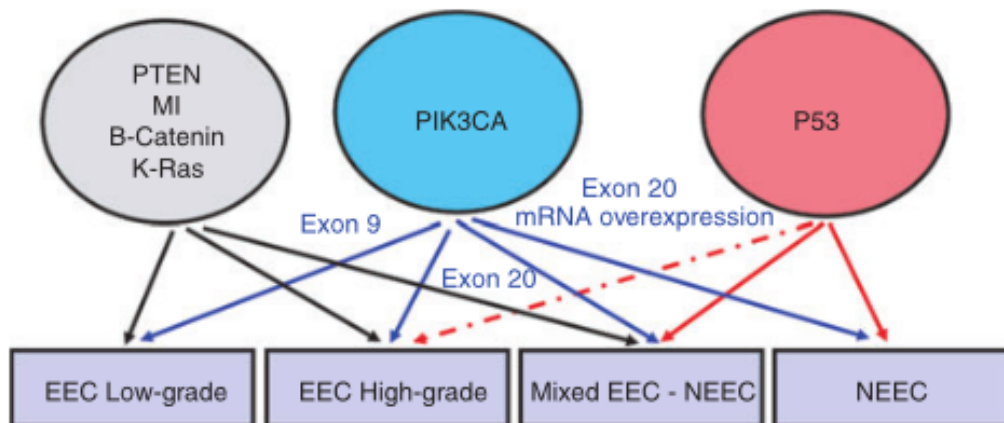 PTEN
MI
B-Catenin
K-Ras
PIK3CA
P53
Exon 9
Exon 20
mRNA overexpression
Exon 20
EEC Low-grade
EEC High-grade
Mixed EEC - NEEC
NEEC